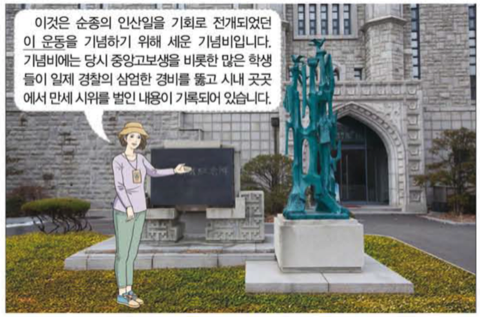 이것은 순종의 인산일을 기회로 전개되었던
이 운동을 기념하기 위해 세운 기념비입니다.
기념비에는 당시 중앙고보생을 비롯한 많은 학생
들이 일제 경찰의 삼엄한 경비를 뚫고 시내 곳곳
에서 만세 시위를 벌인 내용이 기록되어 있습니다.